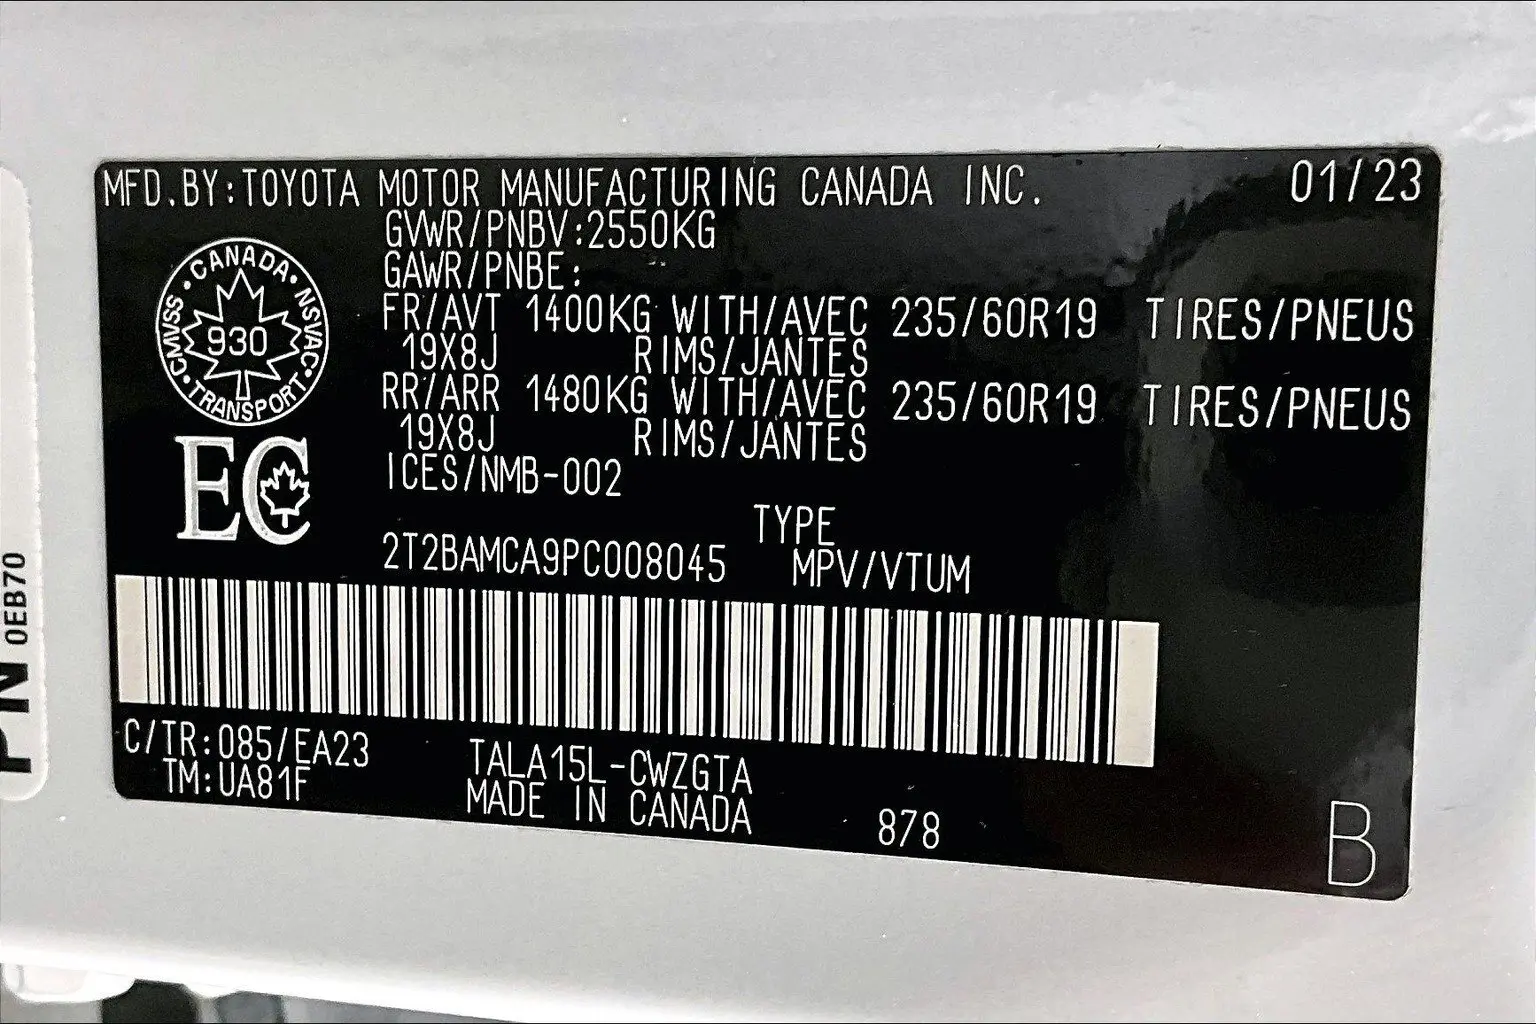 MFD.BY:TOYOTA MOTOR MANUFACTURING CANADA INC. 01/23
GVWR/PNBV:2550KG
GAWR/PNBE:
FR/AVT 1400KG WITH/AVEC 235/60R19 TIRES/PNEUS
19X8J RIMS/JANTES
RR/ARR 1480KG WITH/AVEC 235/60R19 TIRES/PNEUS
19X8J RIMS/JANTES
ICES/NMB-002
CANADA
CMVSS
NSVAC
930
TRANSPORT
EC
TYPE
2T2BAMCA9PC008045 MPV/VTUM
C/TR:085/EA23 TALA15L-CWZGTA
TM:UA81F MADE IN CANADA 878
B
PN 0EB70